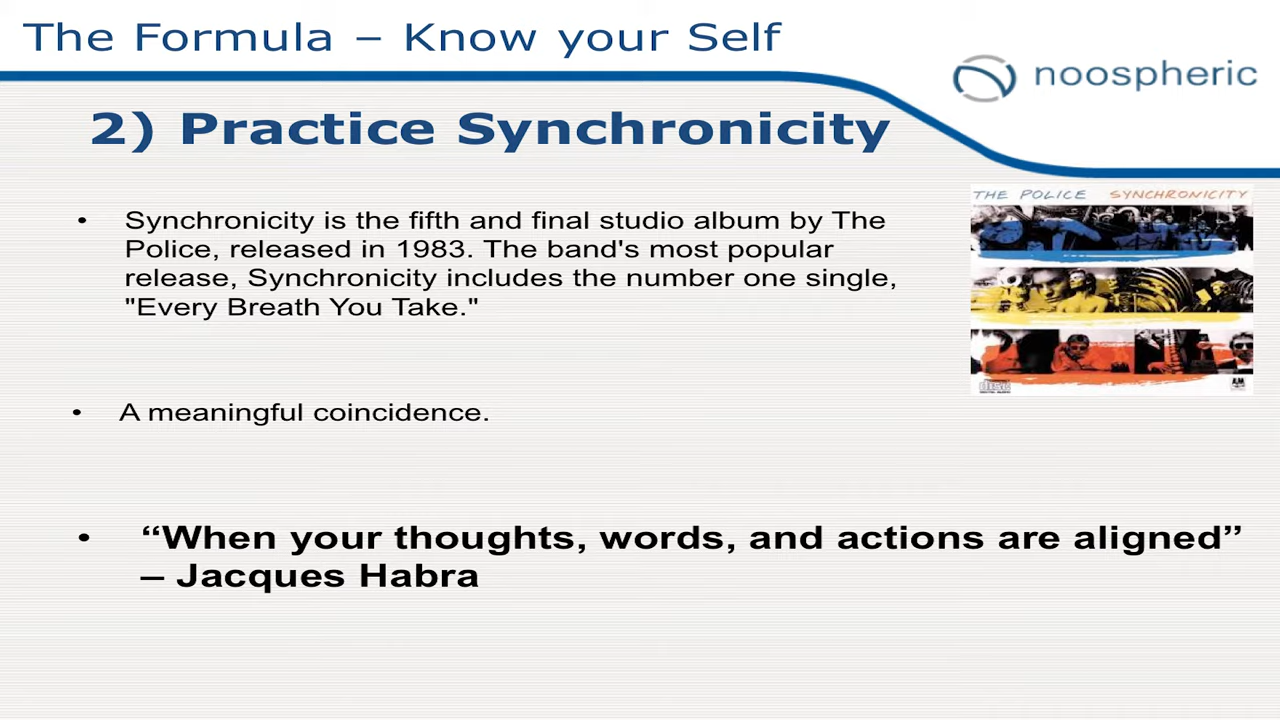 The Formula – Know your Self
noospheric
2) Practice Synchronicity
• Synchronicity is the fifth and final studio album by The
Police, released in 1983. The band's most popular
release, Synchronicity includes the number one single,
"Every Breath You Take."
THE POLICE SYNCHRONICITY
• A meaningful coincidence.
• “When your thoughts, words, and actions are aligned”
– Jacques Habra